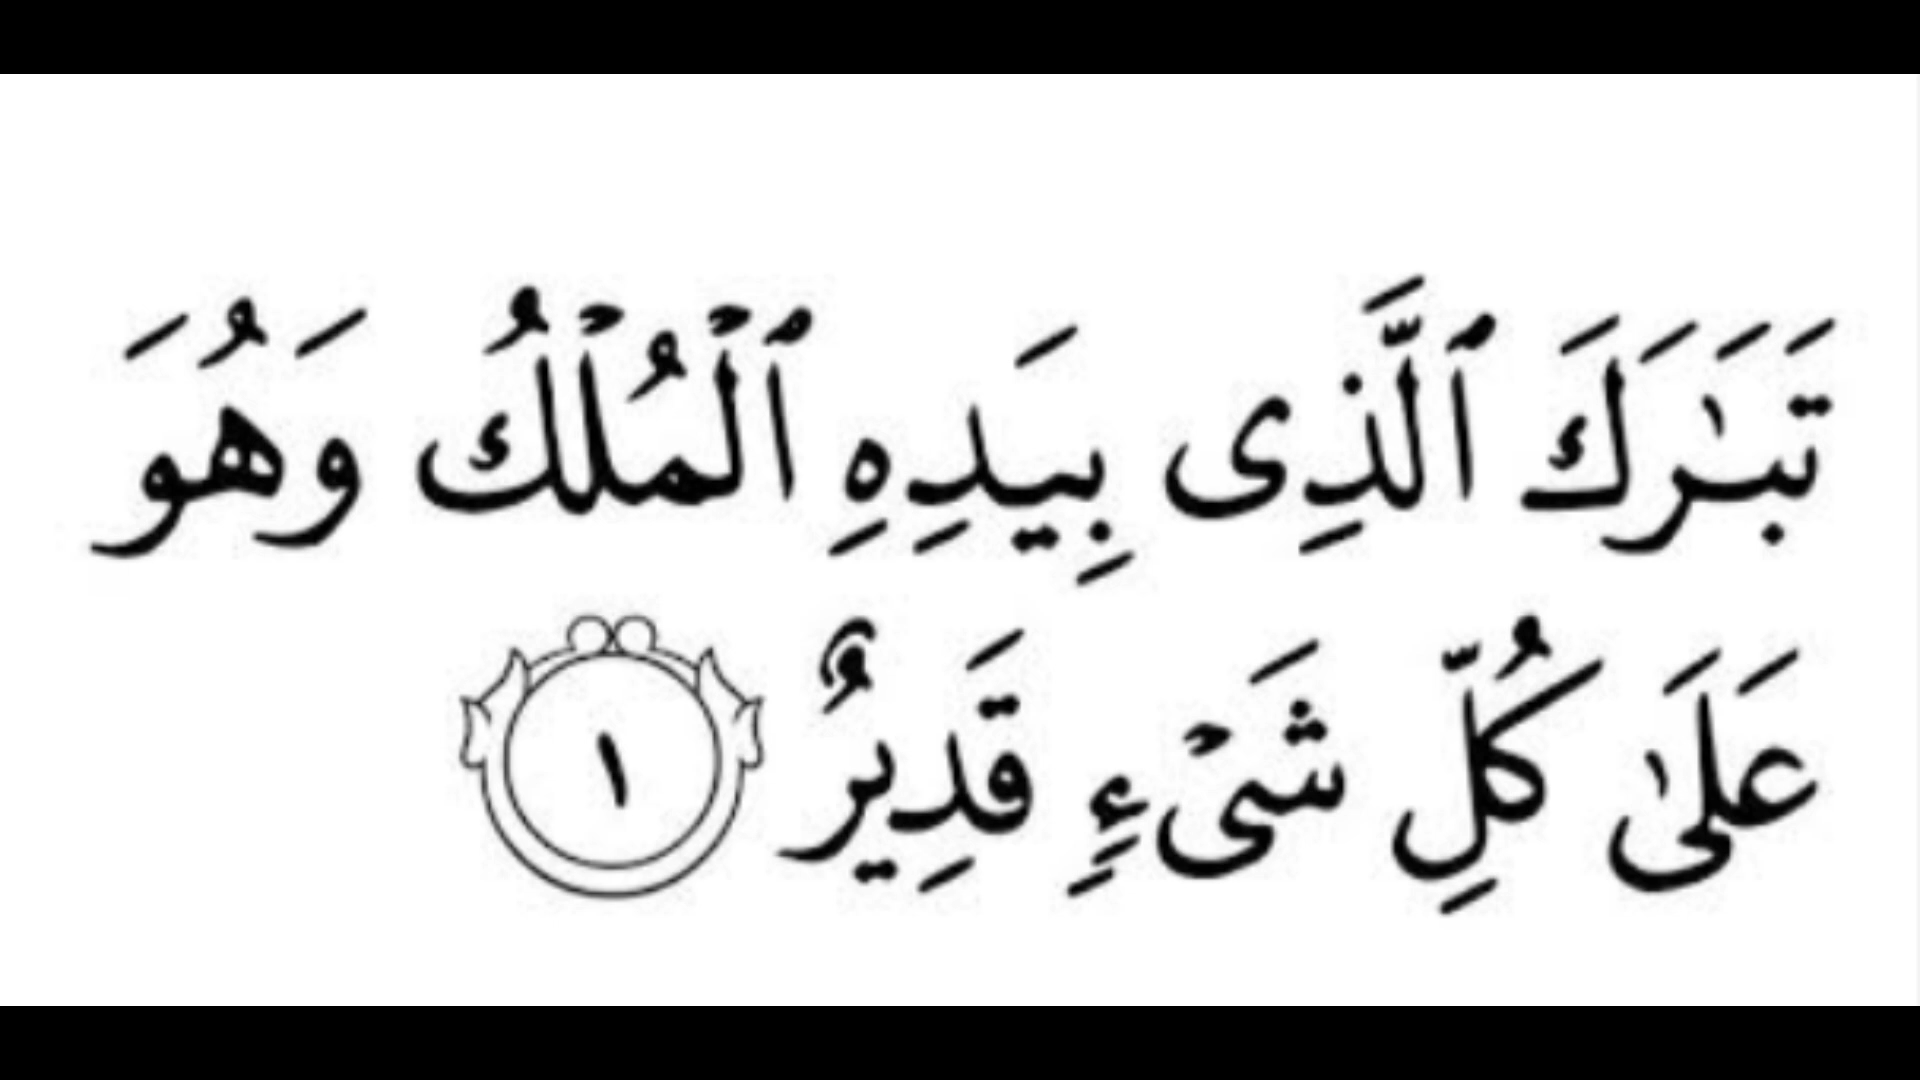 تَبَـٰرَكَ ٱلَّذِى بِيَدِهِ ٱلْمُلْكُ وَهُوَ
عَلَىٰ كُلِّ شَىْءٍ قَدِيرٌ ١